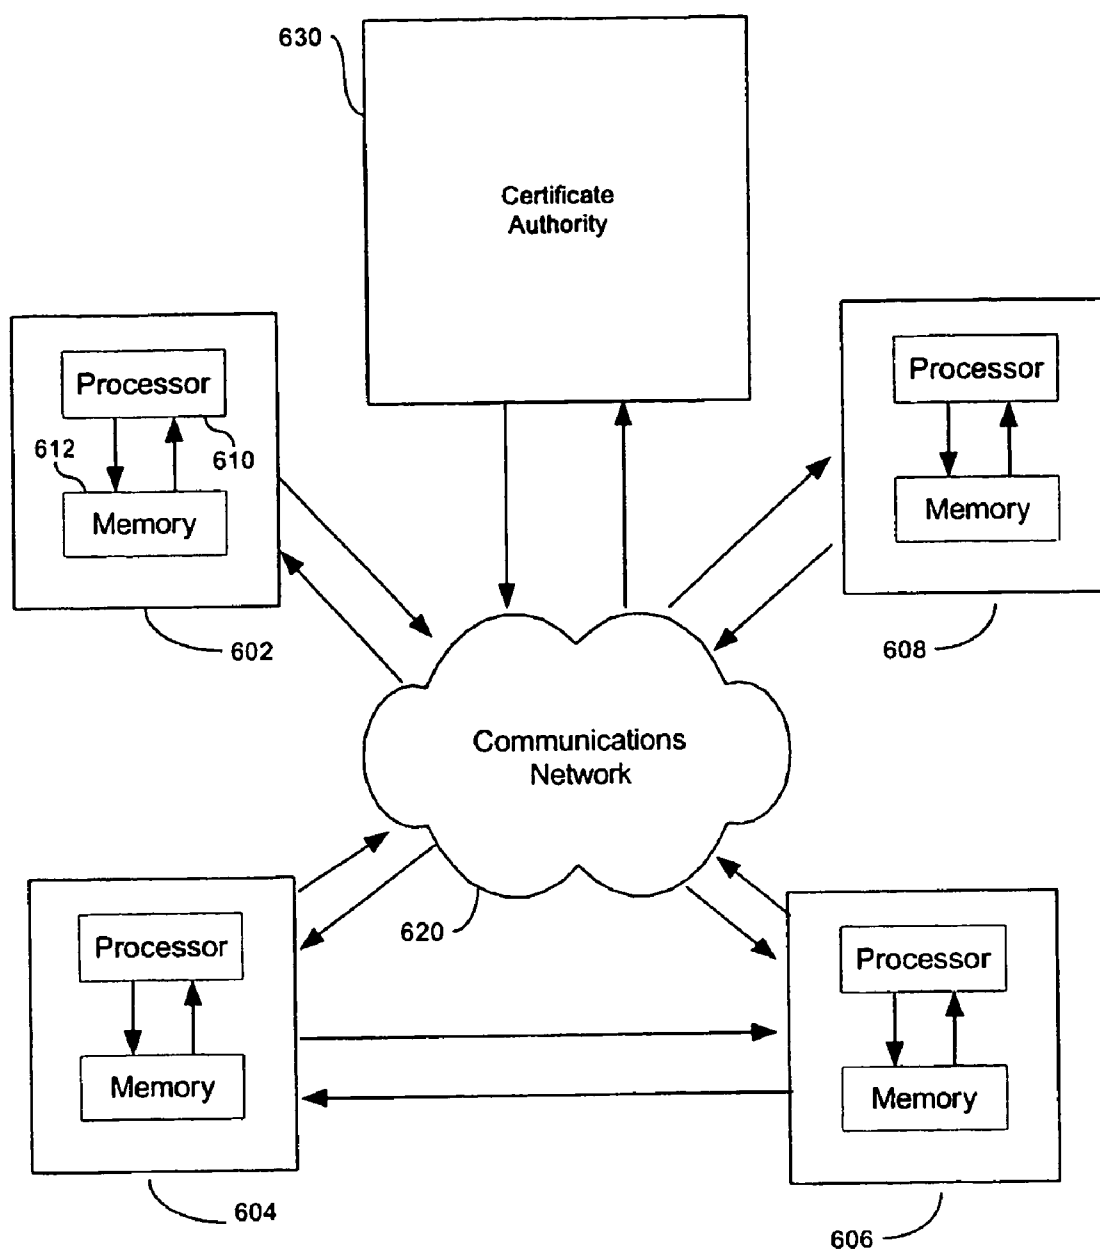 630
Certificate
Authority
Processor
612
610
Memory
602
Processor
Memory
608
Communications
Network
620
Processor
Memory
604
Processor
Memory
606